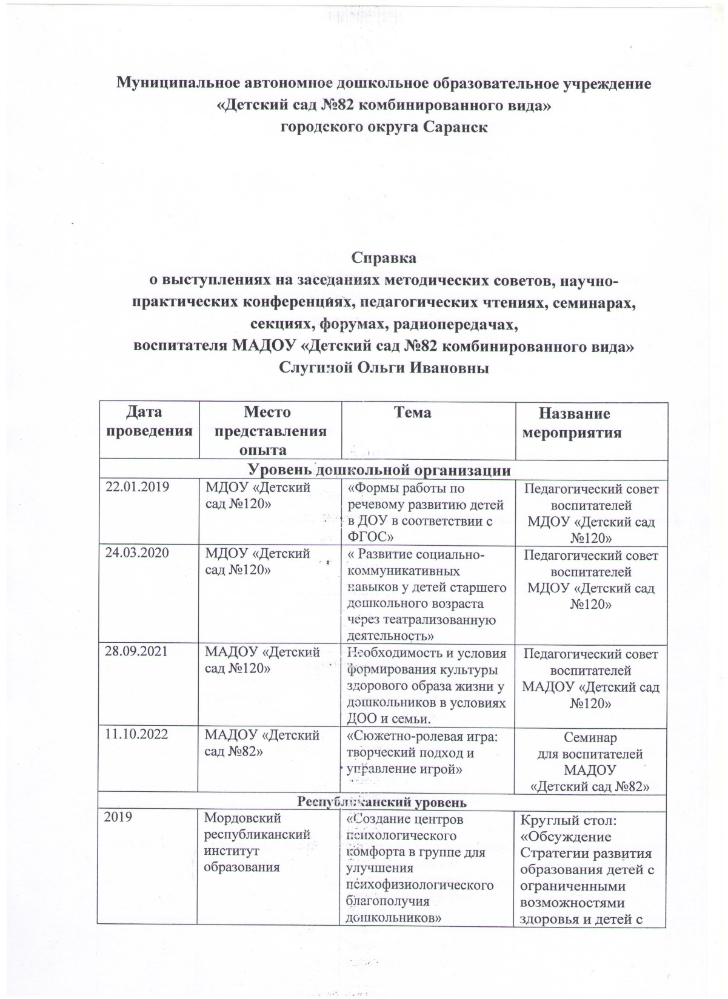 Муниципальное автономное дошкольное образовательное учреждение
«Детский сад №82 комбинированного вида»
городского округа Саранск
Справка
о выступлениях на заседаниях методических советов, научно-
практических конференциях, педагогических чтениях, семинарах,
секциях, форумах, радиопередачах,
воспитателя МАДОУ «Детский сад №82 комбинированного вида»
Слугиной Ольги Ивановны
Дата
проведения
Место
представления
опыта
Тема
Название
мероприятия
Уровень дошкольной организации
22.01.2019
МДОУ «Детский
сад №120»
«Формы работы по
речевому развитию детей
в ДОУ в соответствии с
ФГОС»
Педагогический совет
воспитателей
МДОУ «Детский сад
№120»
24.03.2020
МДОУ «Детский
сад №120»
« Развитие социально-
коммуникативных
навыков у детей старшего
дошкольного возраста
через театрализованную
деятельность»
Педагогический совет
воспитателей
МДОУ «Детский сад
№120»
28.09.2021
МАДОУ «Детский
сад №120»
Необходимость и условия
формирования культуры
здорового образа жизни у
дошкольников в условиях
ДОО и семьи.
Педагогический совет
воспитателей
МАДОУ «Детский сад
№120»
11.10.2022
МАДОУ «Детский
сад №82»
«Сюжетно-ролевая игра:
творческий подход и
управление игрой»
Семинар
для воспитателей
МАДОУ
«Детский сад №82»
Республиканский уровень
2019
Мордовский
республиканский
институт
образования
«Создание центров
психологического
комфорта в группе для
улучшения
психофизиологического
благополучия
дошкольников»
Круглый стол:
«Обсуждение
Стратегии развития
образования детей с
ограниченными
возможностями
здоровья и детей с